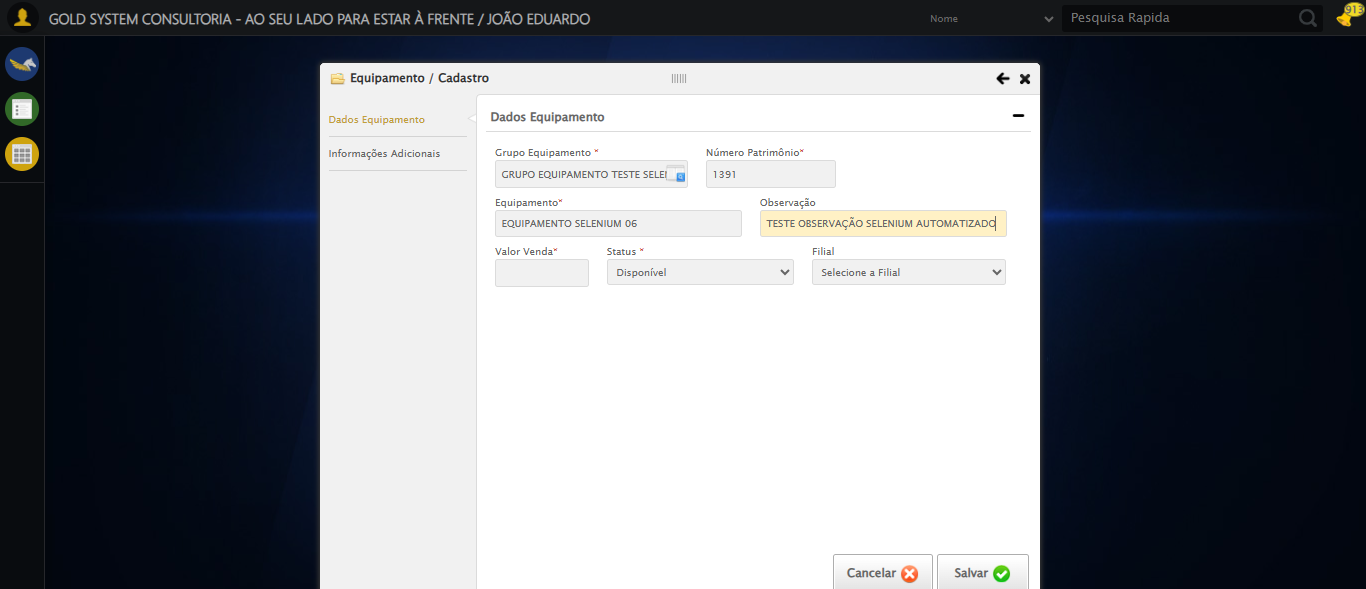 GOLD SYSTEM CONSULTORIA - AO SEU LADO PARA ESTAR À FRENTE / JOÃO EDUARDO
Nome
Pesquisa Rapida
913
Equipamento / Cadastro
Dados Equipamento
Informações Adicionais
Dados Equipamento
Grupo Equipamento *
Número Patrimônio*
GRUPO EQUIPAMENTO TESTE SELE
1391
Equipamento*
Observação
EQUIPAMENTO SELENIUM 06
TESTE OBSERVAÇÃO SELENIUM AUTOMATIZADO
Valor Venda*
Status *
Filial
Disponível
Selecione a Filial
Cancelar
Salvar